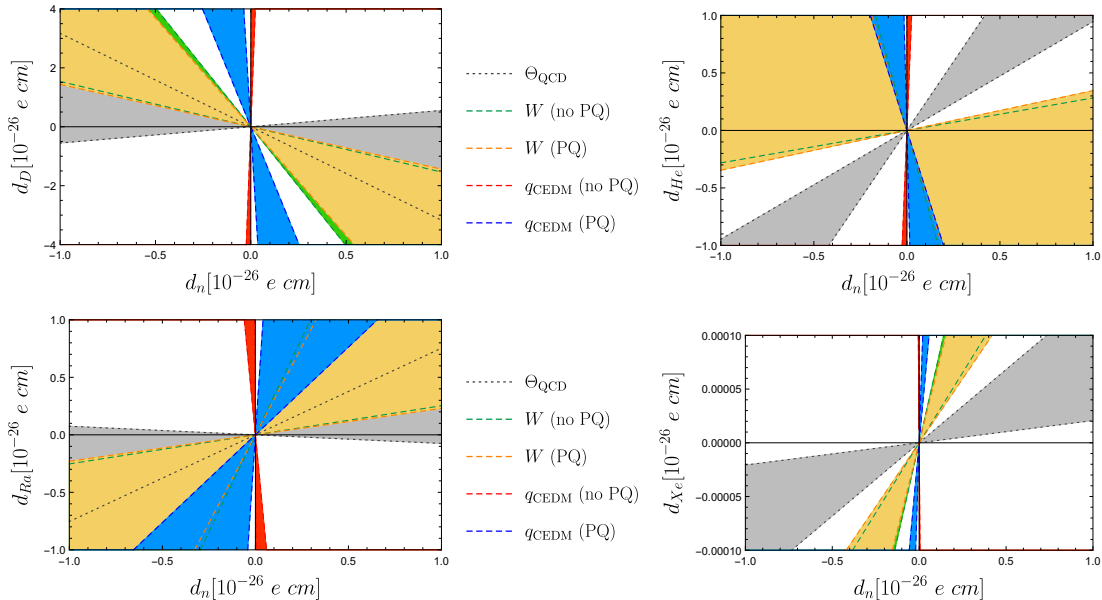 4
2
0
−2
−4
−1.0 −0.5 0.0 0.5 1.0
d_D[10^{−26} e cm]
d_n[10^{−26} e cm]
Θ_QCD
W (no PQ)
W (PQ)
q_CEDM (no PQ)
q_CEDM (PQ)
1.0
0.5
0.0
−0.5
−1.0
−1.0 −0.5 0.0 0.5 1.0
d_{He}[10^{−26} e cm]
d_n[10^{−26} e cm]
1.0
0.5
0.0
−0.5
−1.0
−1.0 −0.5 0.0 0.5 1.0
d_{Ra}[10^{−26} e cm]
d_n[10^{−26} e cm]
Θ_QCD
W (no PQ)
W (PQ)
q_CEDM (no PQ)
q_CEDM (PQ)
0.00010
0.00005
0.00000
−0.00005
−0.00010
−1.0 −0.5 0.0 0.5 1.0
d_{Xe}[10^{−26} e cm]
d_n[10^{−26} e cm]